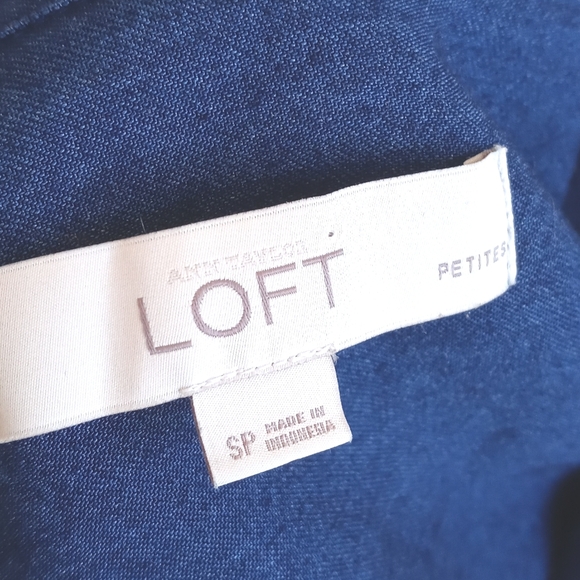 ANN TAYLOR
LOFT
PETITES
SP
MADE IN
INDONESIA